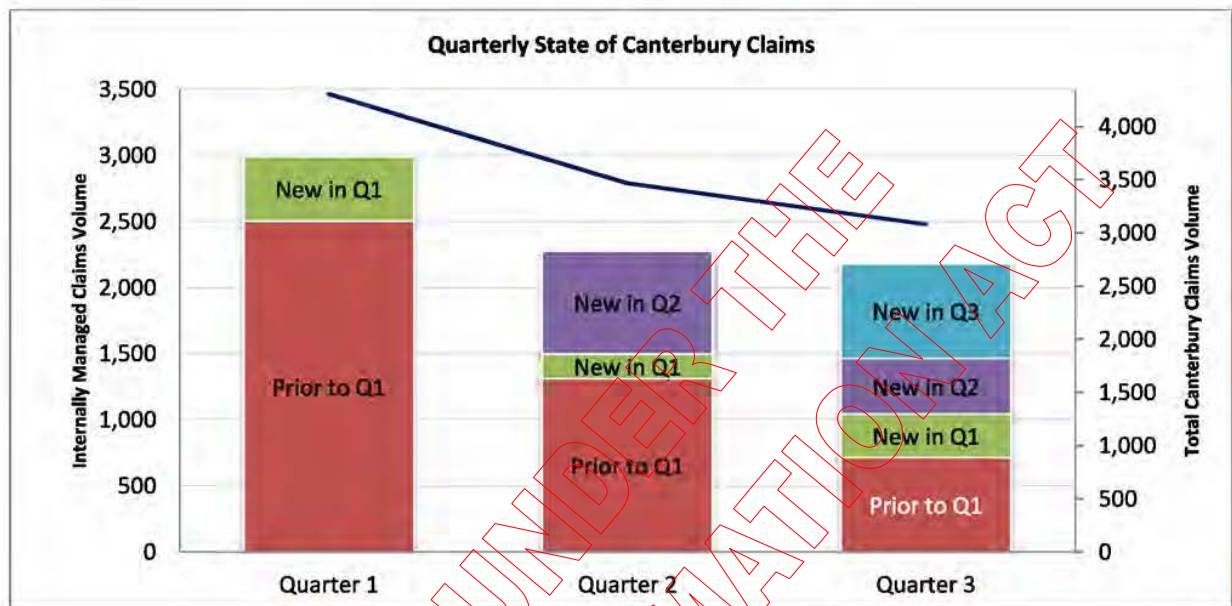 Quarterly State of Canterbury Claims
Internally Managed Claims Volume
3,500
3,000
2,500
2,000
1,500
1,000
500
0
New in Q1
Prior to Q1
New in Q2
New in Q1
Prior to Q1
New in Q3
New in Q2
New in Q1
Prior to Q1
4,000
3,500
3,000
2,500
2,000
1,500
1,000
500
0
Total Canterbury Claims Volume
Quarter 1
Quarter 2
Quarter 3
UNDER THE
MATION ACT